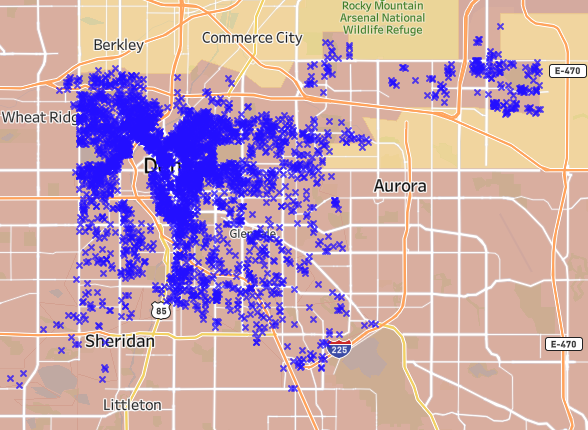 Rocky Mountain
Arsenal National
Wildlife Refuge
Commerce City
Berkley
E-470
Wheat Ridg
Aurora
85
Sheridan
225
E-470
Littleton